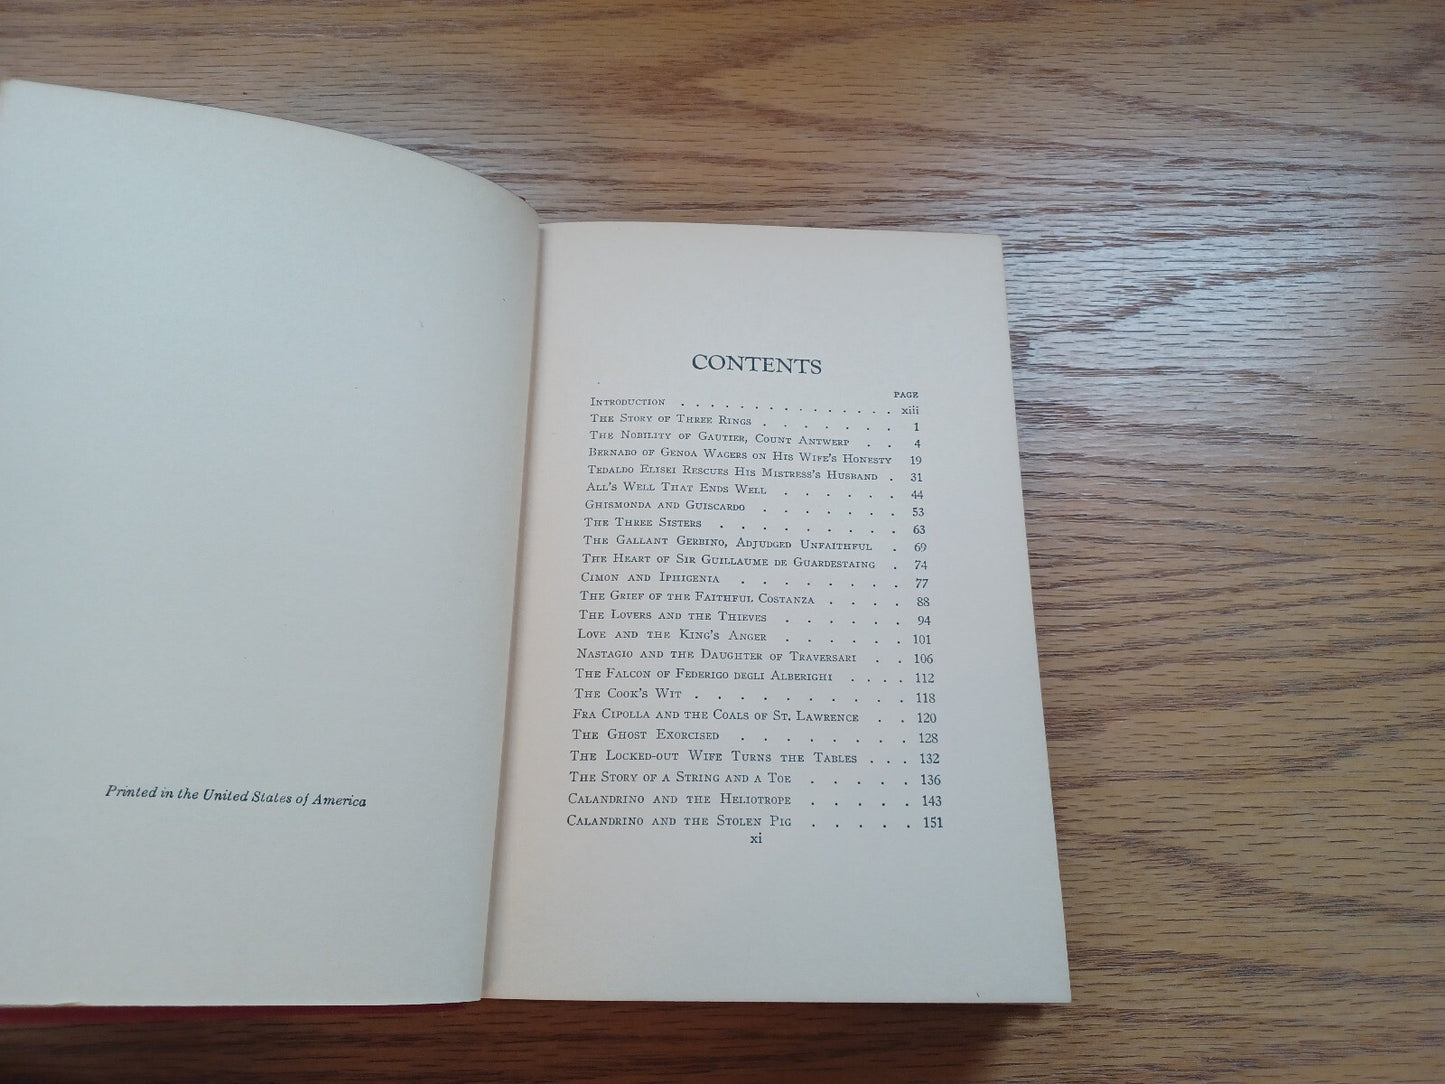 Printed in the United States of America
CONTENTS
PAGE
Introduction . . . . . . . . . . . . . . . xiii
The Story of Three Rings . . . . . . . 1
The Nobility of Gautier, Count Antwerp . . 4
Bernabo of Genoa Wagers on His Wife's Honesty 19
Tedaldo Elisei Rescues His Mistress's Husband . 31
All's Well That Ends Well . . . . . . 44
Ghismonda and Guiscardo . . . . . . . 53
The Three Sisters . . . . . . . . . 63
The Gallant Gerbino, Adjudged Unfaithful . 69
The Heart of Sir Guillaume de Guardestaing . 74
Cimon and Iphigenia . . . . . . . . 77
The Grief of the Faithful Costanza . . . . 88
The Lovers and the Thieves . . . . . . 94
Love and the King's Anger . . . . . . 101
Nastagio and the Daughter of Traversari . . 106
The Falcon of Federigo degli Alberighi . . . . 112
The Cook's Wit . . . . . . . . . . 118
Fra Cipolla and the Coals of St. Lawrence . . 120
The Ghost Exorcised . . . . . . . . 128
The Locked-out Wife Turns the Tables . . . 132
The Story of a String and a Toe . . . . . 136
Calandrino and the Heliotrope . . . . . 143
Calandrino and the Stolen Pig . . . . . 151
xi